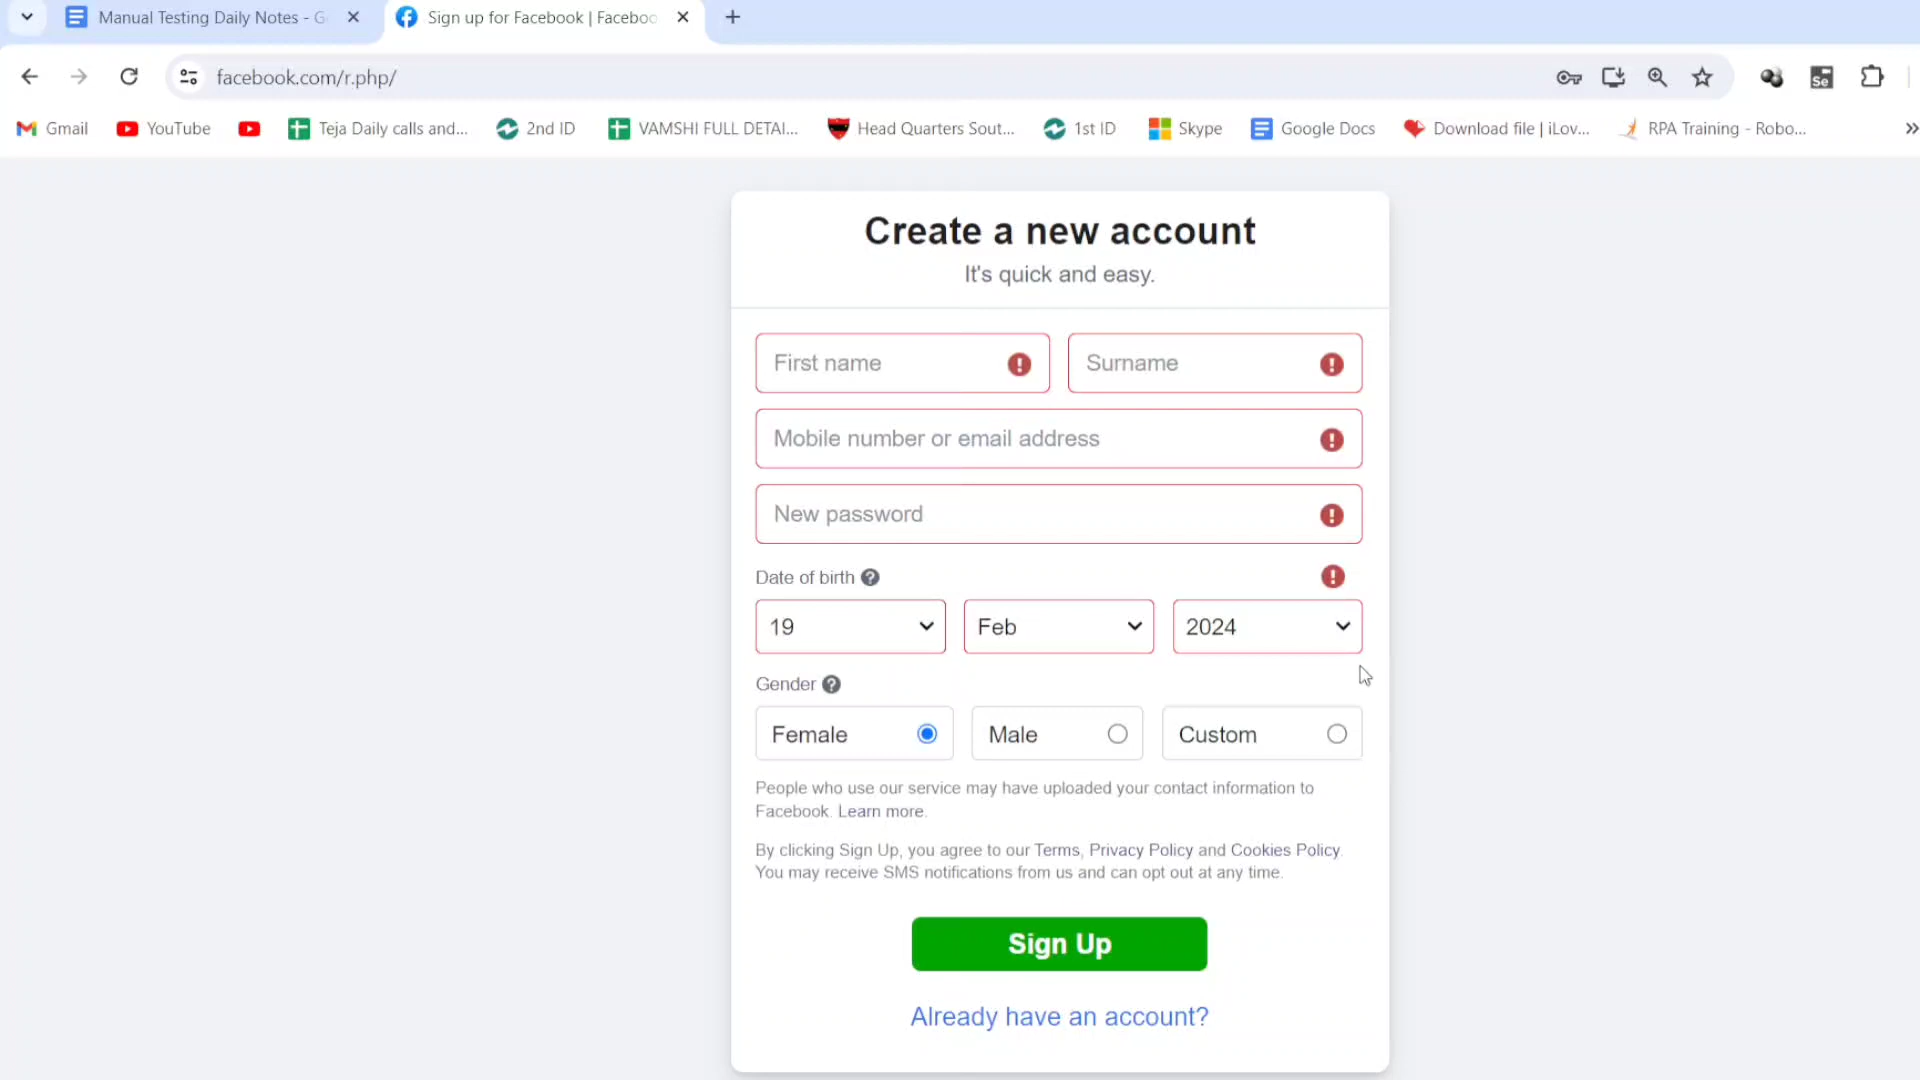 Manual Testing Daily Notes - G
Sign up for Facebook | Faceboo
facebook.com/r.php/
Se
Gmail
YouTube
Teja Daily calls and...
2nd ID
VAMSHI FULL DETAI...
Head Quarters Sout...
1st ID
Skype
Google Docs
Download file | iLov...
RPA Training - Robo...
Create a new account
It's quick and easy.
First name
Surname
Mobile number or email address
New password
Date of birth
19
Feb
2024
Gender
Female
Male
Custom
People who use our service may have uploaded your contact information to
Facebook. Learn more.
By clicking Sign Up, you agree to our Terms, Privacy Policy and Cookies Policy.
You may receive SMS notifications from us and can opt out at any time.
Sign Up
Already have an account?